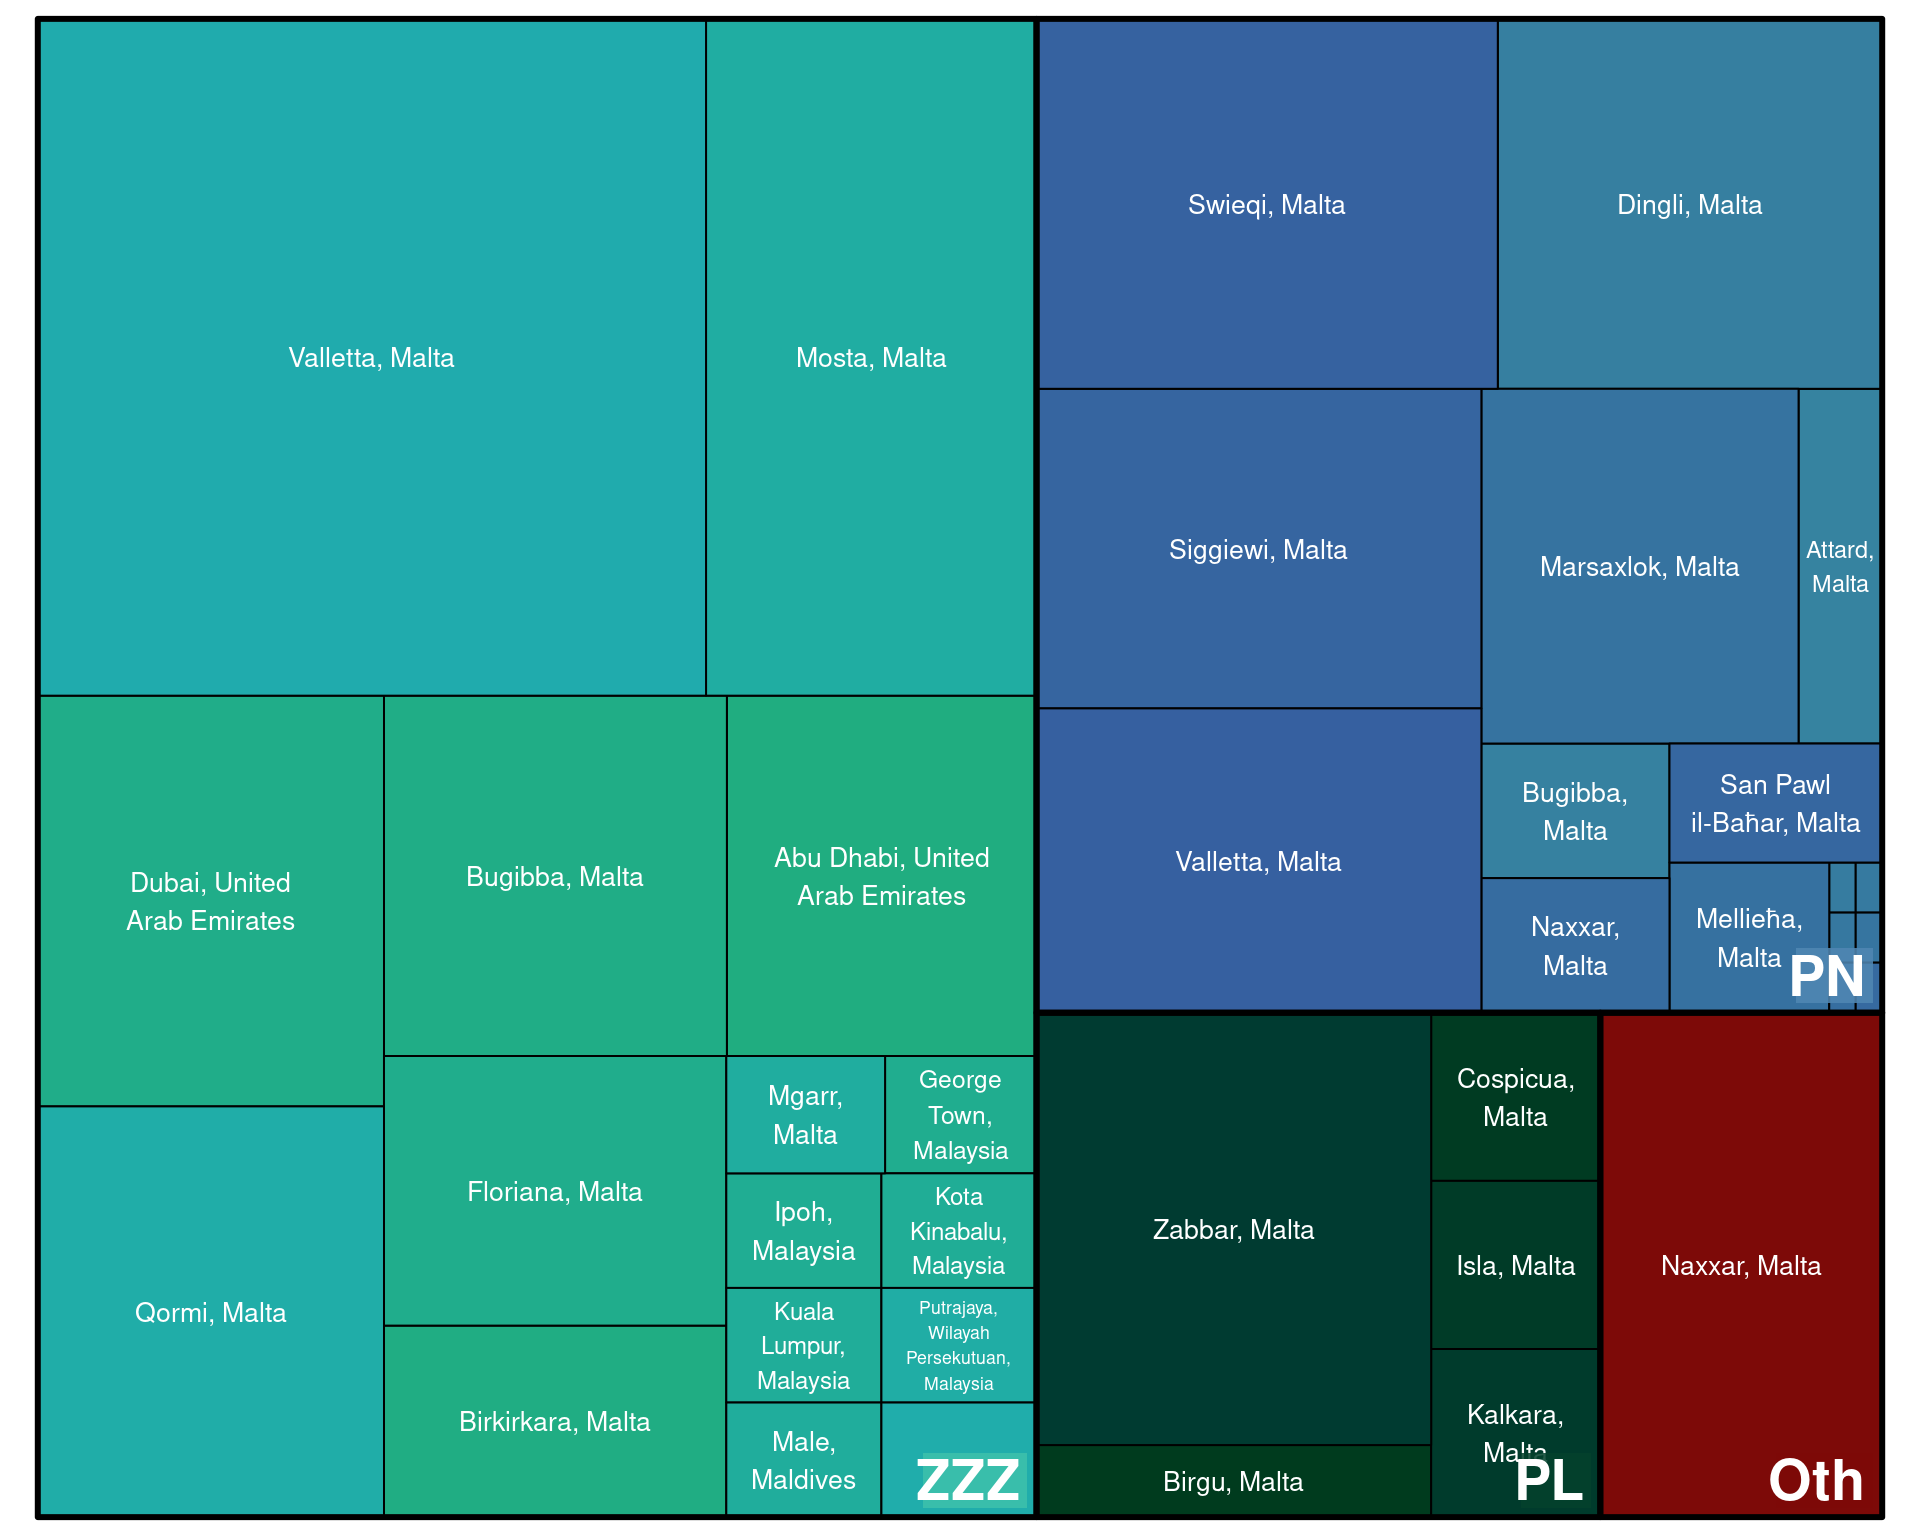 Valletta, Malta
Mosta, Malta
Dubai, United
Arab Emirates
Bugibba, Malta
Abu Dhabi, United
Arab Emirates
Qormi, Malta
Floriana, Malta
Birkirkara, Malta
Mgarr,
Malta
George
Town,
Malaysia
Ipoh,
Malaysia
Kota
Kinabalu,
Malaysia
Kuala
Lumpur,
Malaysia
Putrajaya,
Wilayah
Persekutuan,
Malaysia
Male,
Maldives
ZZZ
Swieqi, Malta
Dingli, Malta
Siggiewi, Malta
Marsaxlok, Malta
Attard,
Malta
Valletta, Malta
Bugibba,
Malta
San Pawl
il-Baħar, Malta
Naxxar,
Malta
Mellieħa,
Malta
PN
Zabbar, Malta
Cospicua,
Malta
Isla, Malta
Kalkara,
Malta
Birgu, Malta
PL
Naxxar, Malta
Oth